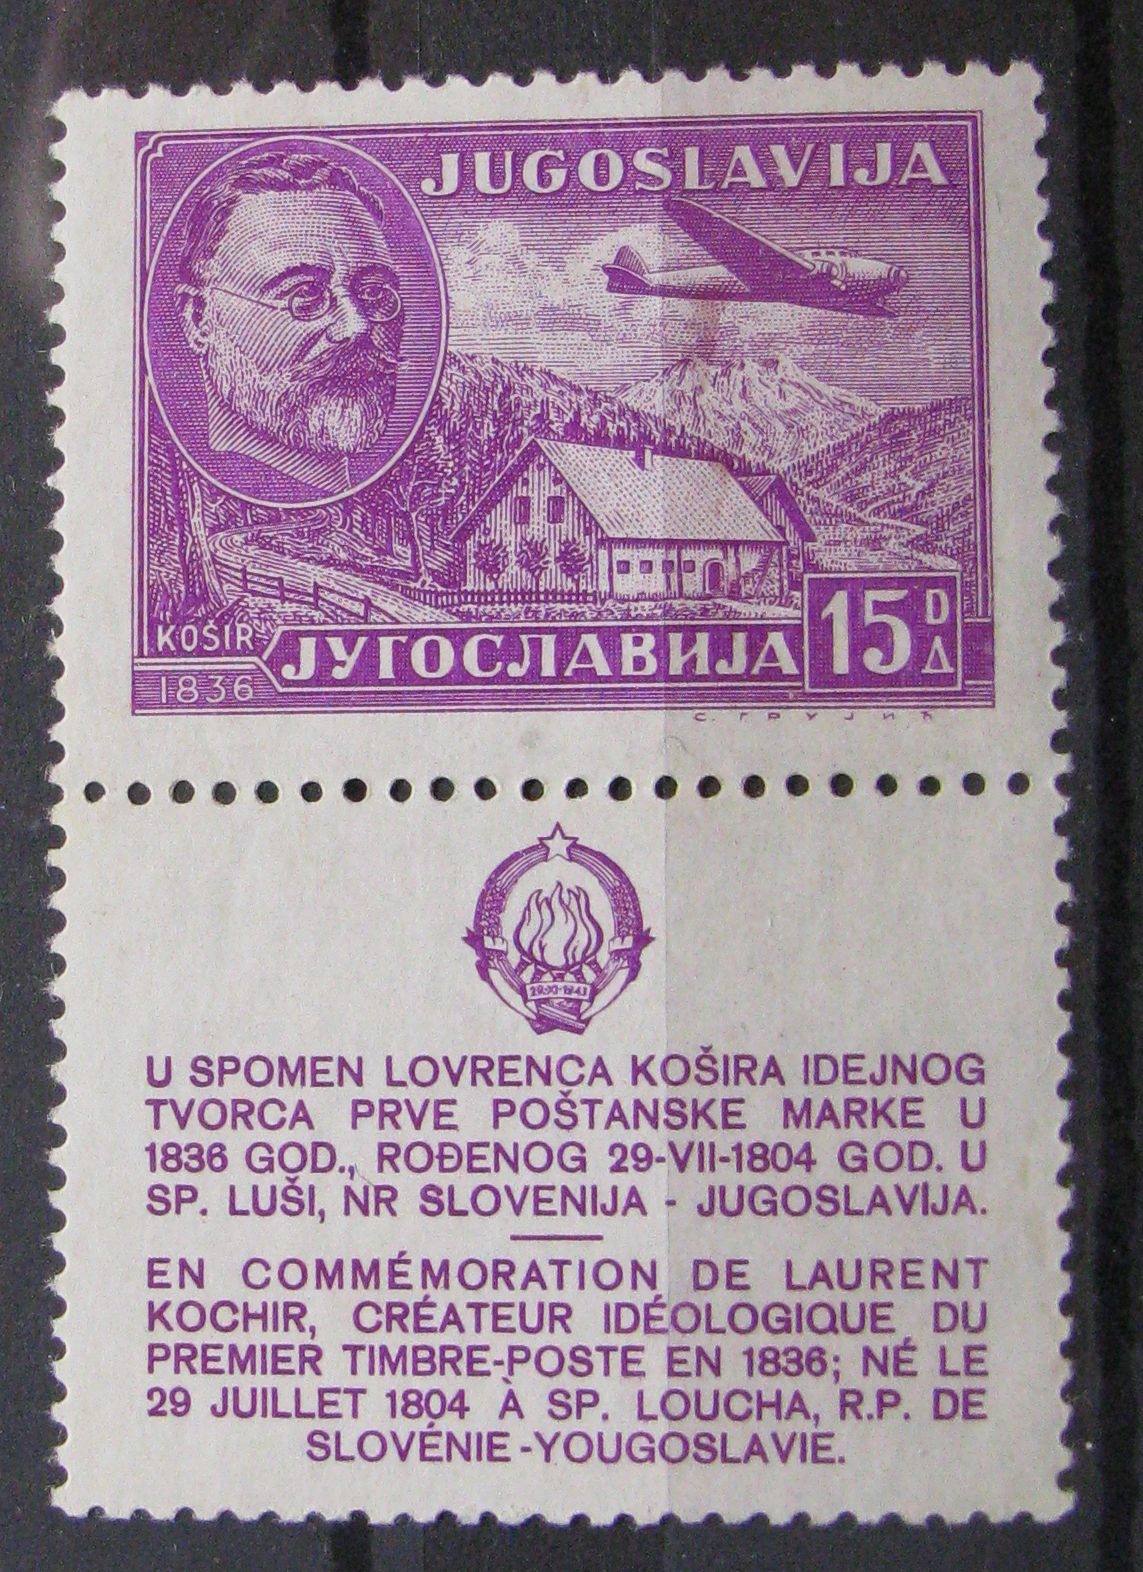 JUGOSLAVIJA
KOŠIR
1836
ЈУГОСЛАВИЈА
15 D
Д
С. ГРУЈИЋ
29·XI·1943
U SPOMEN LOVRENCA KOŠIRA IDEJNOG
TVORCA PRVE POŠTANSKE MARKE U
1836 GOD., ROĐENOG 29-VII-1804 GOD. U
SP. LUŠI, NR SLOVENIJA - JUGOSLAVIJA.
EN COMMÉMORATION DE LAURENT
KOCHIR, CRÉATEUR IDÉOLOGIQUE DU
PREMIER TIMBRE-POSTE EN 1836; NÉ LE
29 JUILLET 1804 À SP. LOUCHA, R.P. DE
SLOVÉNIE-YOUGOSLAVIE.